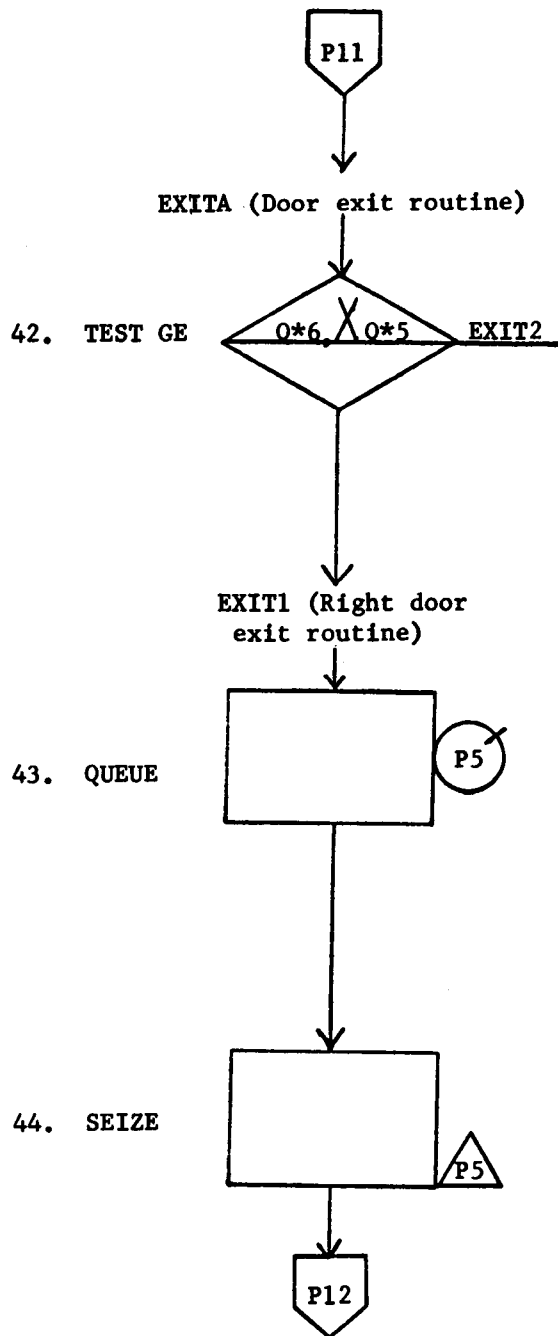 P11
EXITA (Door exit routine)
42. TEST GE Q*6, Q*5 EXIT2
EXIT1 (Right door
exit routine)
43. QUEUE P5
44. SEIZE P5
P12